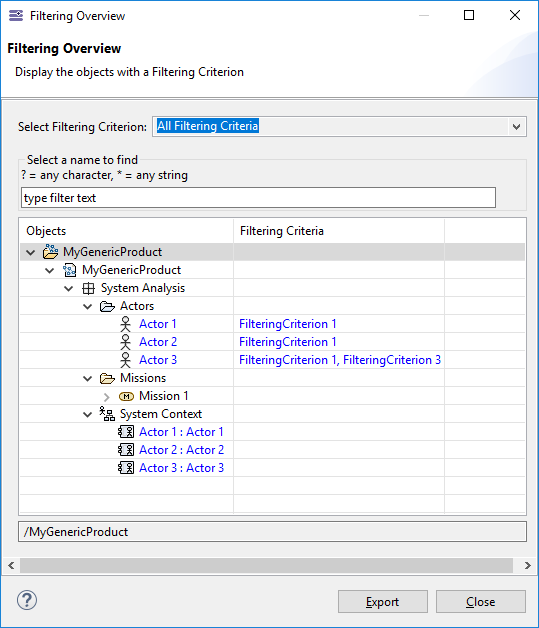 Filtering Overview
Filtering Overview
Display the objects with a Filtering Criterion
Select Filtering Criterion: All Filtering Criteria
Select a name to find
? = any character, * = any string
type filter text
Objects Filtering Criteria
MyGenericProduct
MyGenericProduct
System Analysis
Actors
Actor 1 FilteringCriterion 1
Actor 2 FilteringCriterion 1
Actor 3 FilteringCriterion 1, FilteringCriterion 3
Missions
M Mission 1
System Context
Actor 1 : Actor 1
Actor 2 : Actor 2
Actor 3 : Actor 3
/MyGenericProduct
? Export Close